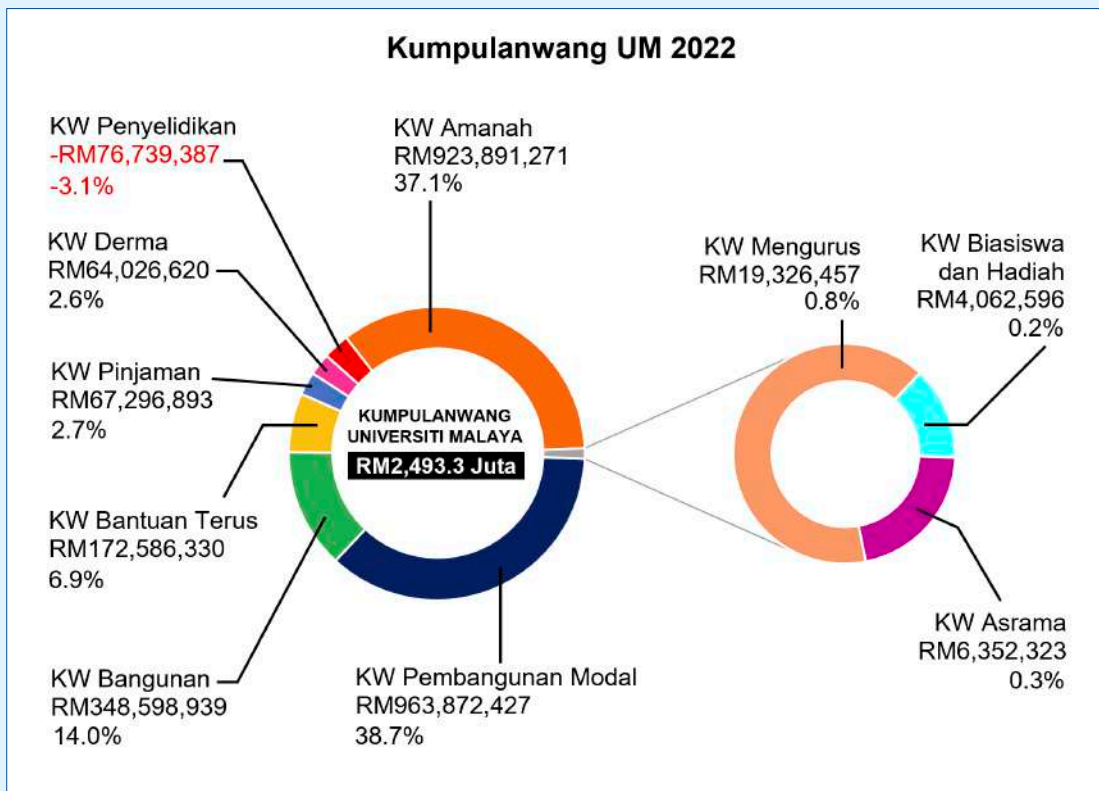 Kumpulanwang UM 2022
KW Penyelidikan
-RM76,739,387
-3.1%
KW Amanah
RM923,891,271
37.1%
KW Derma
RM64,026,620
2.6%
KW Pinjaman
RM67,296,893
2.7%
KW Bantuan Terus
RM172,586,330
6.9%
KW Bangunan
RM348,598,939
14.0%
KW Pembangunan Modal
RM963,872,427
38.7%
KUMPULANWANG
UNIVERSITI MALAYA
RM2,493.3 Juta
KW Mengurus
RM19,326,457
0.8%
KW Biasiswa
dan Hadiah
RM4,062,596
0.2%
KW Asrama
RM6,352,323
0.3%